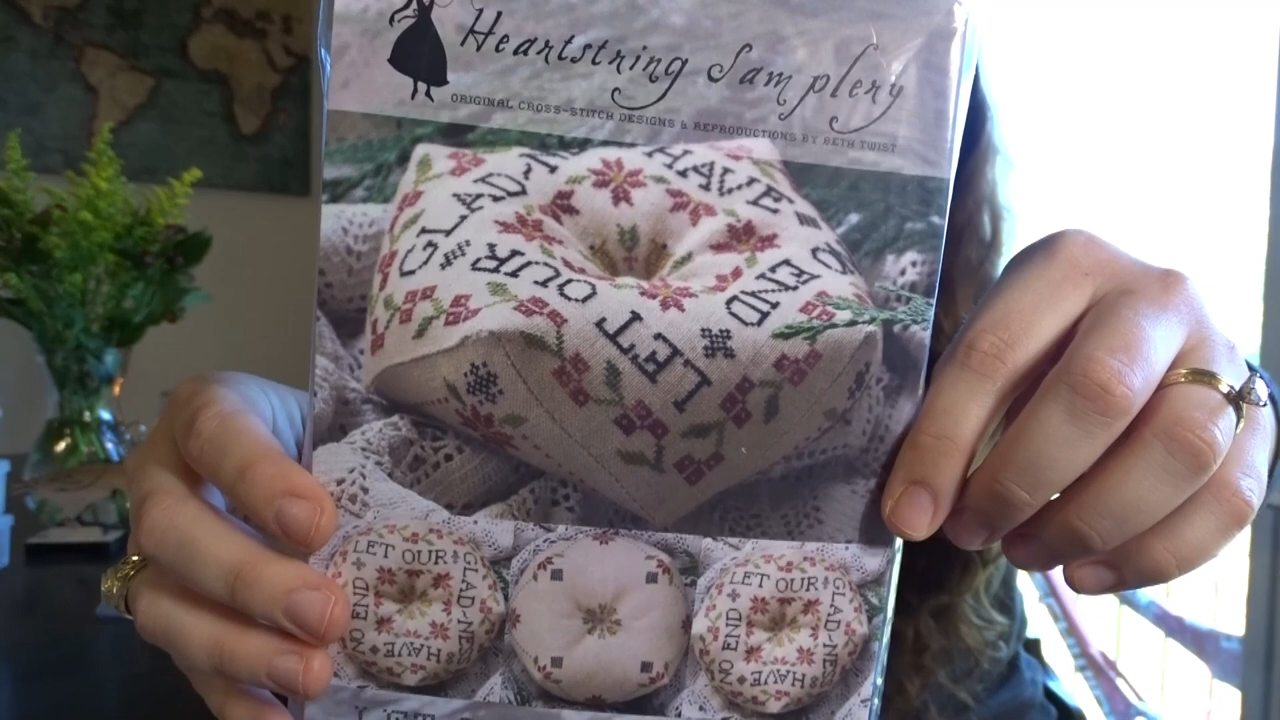 Heartstring Samplery
ORIGINAL CROSS-STITCH DESIGNS & REPRODUCTIONS BY BETH TWIST
LET
OUR
GLAD-N
HAVE
NO END
LET OUR
GLAD-NESS
HAVE
NO END
LET OUR
GLAD-NESS
HAVE
NO END